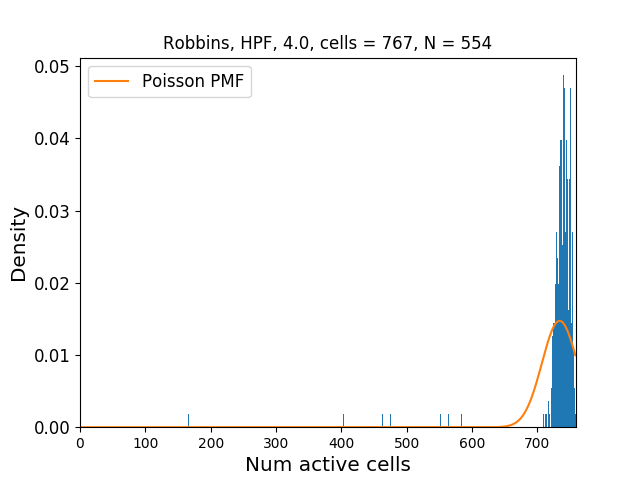 Robbins, HPF, 4.0, cells = 767, N = 554
Poisson PMF
Density
0.05
0.04
0.03
0.02
0.01
0.00
0 100 200 300 400 500 600 700
Num active cells